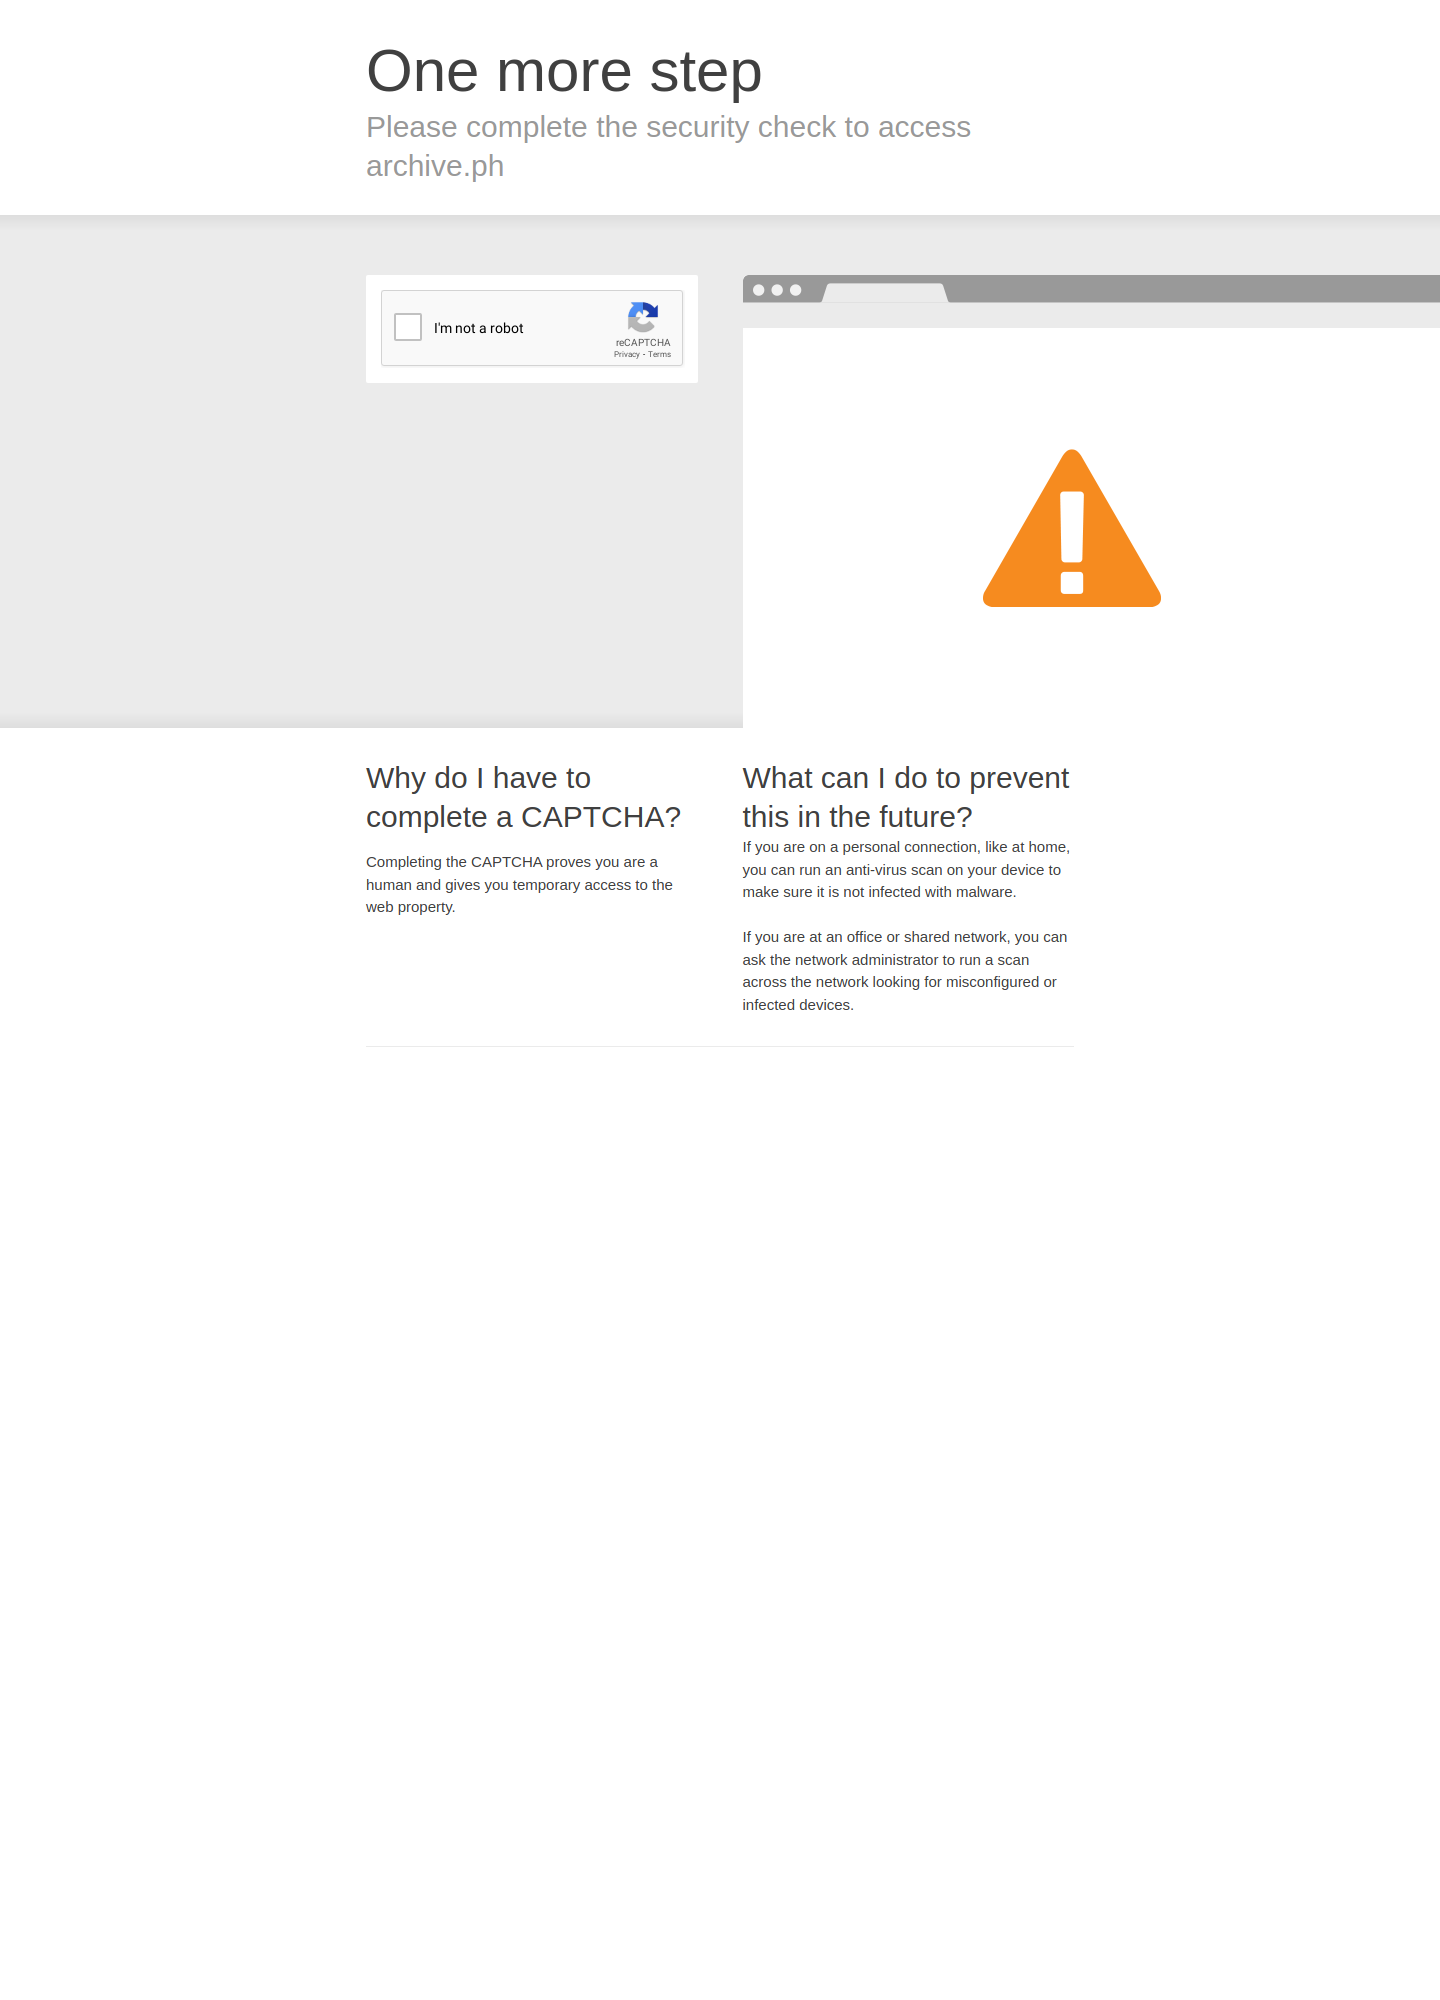 One more step
Please complete the security check to access
archive.ph
I'm not a robot
reCAPTCHA
Privacy - Terms
Why do I have to
complete a CAPTCHA?
Completing the CAPTCHA proves you are a
human and gives you temporary access to the
web property.
What can I do to prevent
this in the future?
If you are on a personal connection, like at home,
you can run an anti-virus scan on your device to
make sure it is not infected with malware.
If you are at an office or shared network, you can
ask the network administrator to run a scan
across the network looking for misconfigured or
infected devices.